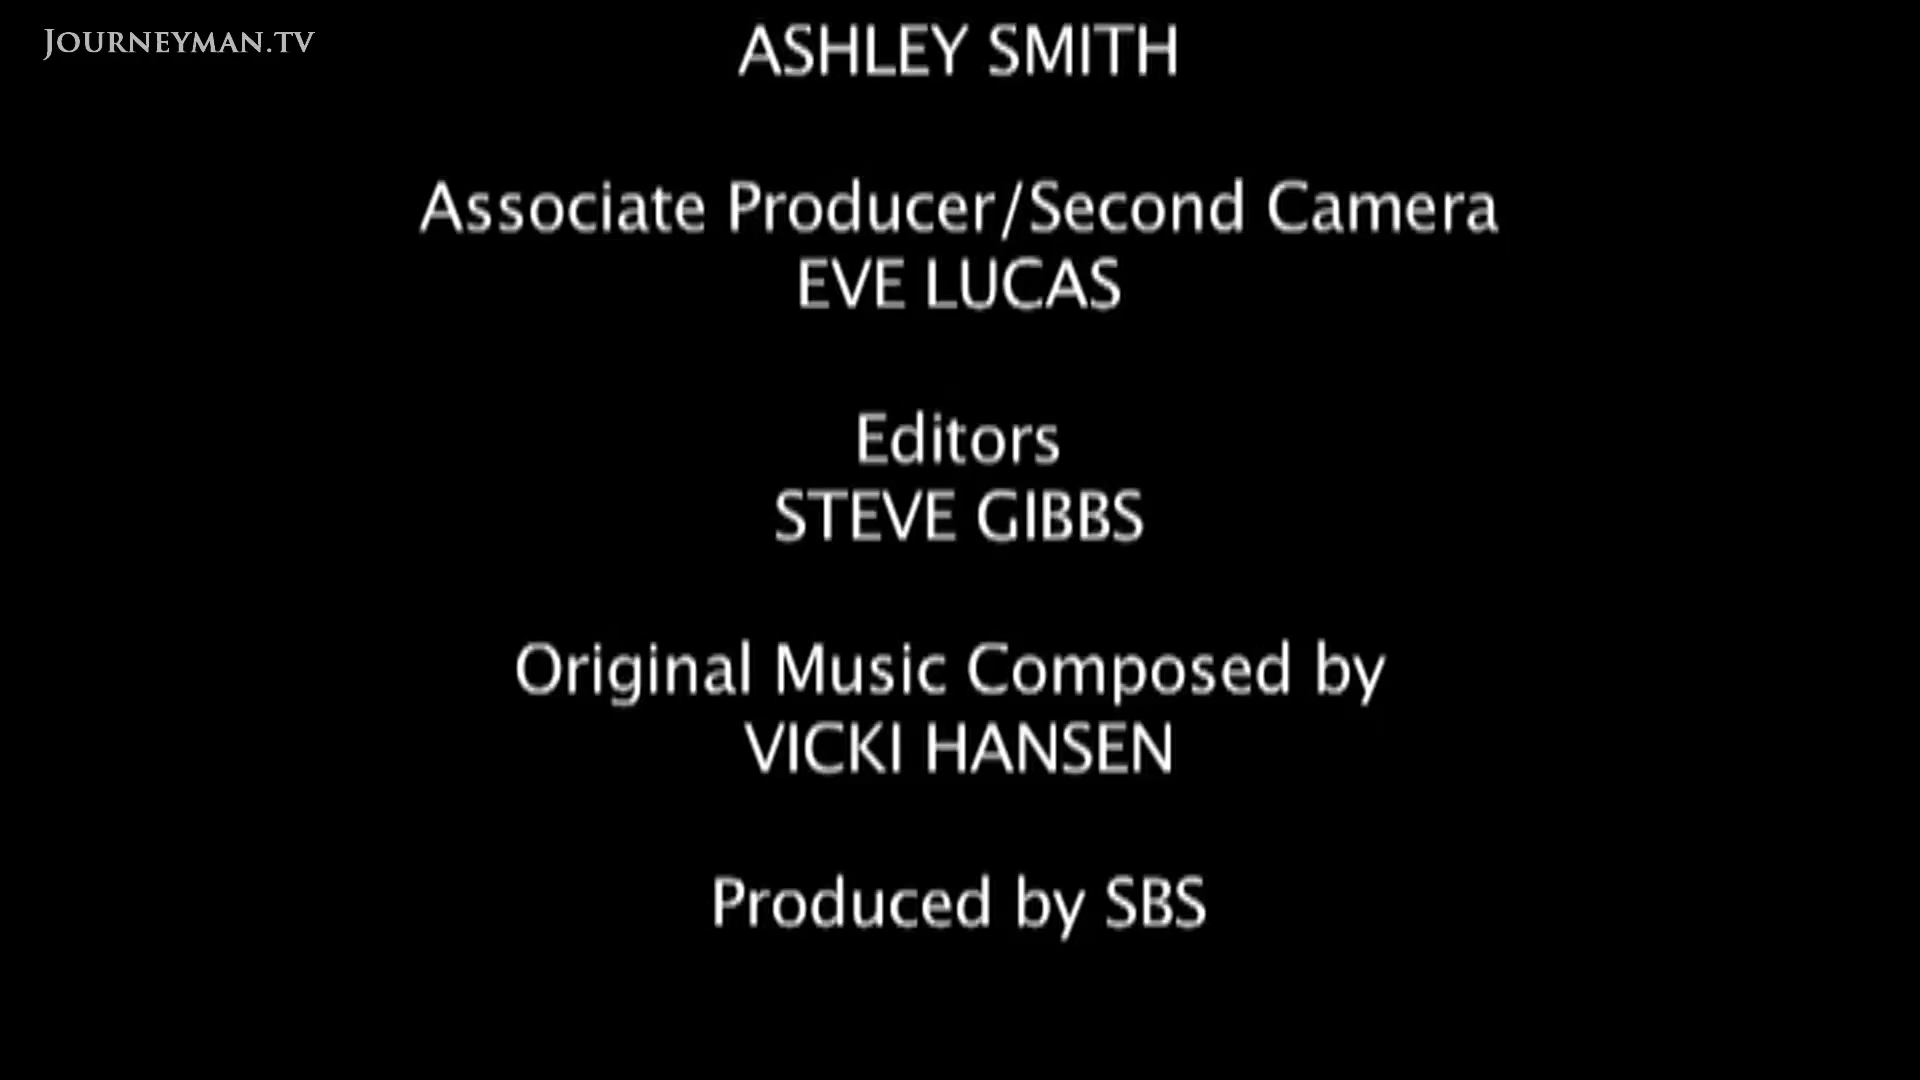 JOURNEYMAN.TV
ASHLEY SMITH
Associate Producer/Second Camera
EVE LUCAS
Editors
STEVE GIBBS
Original Music Composed by
VICKI HANSEN
Produced by SBS